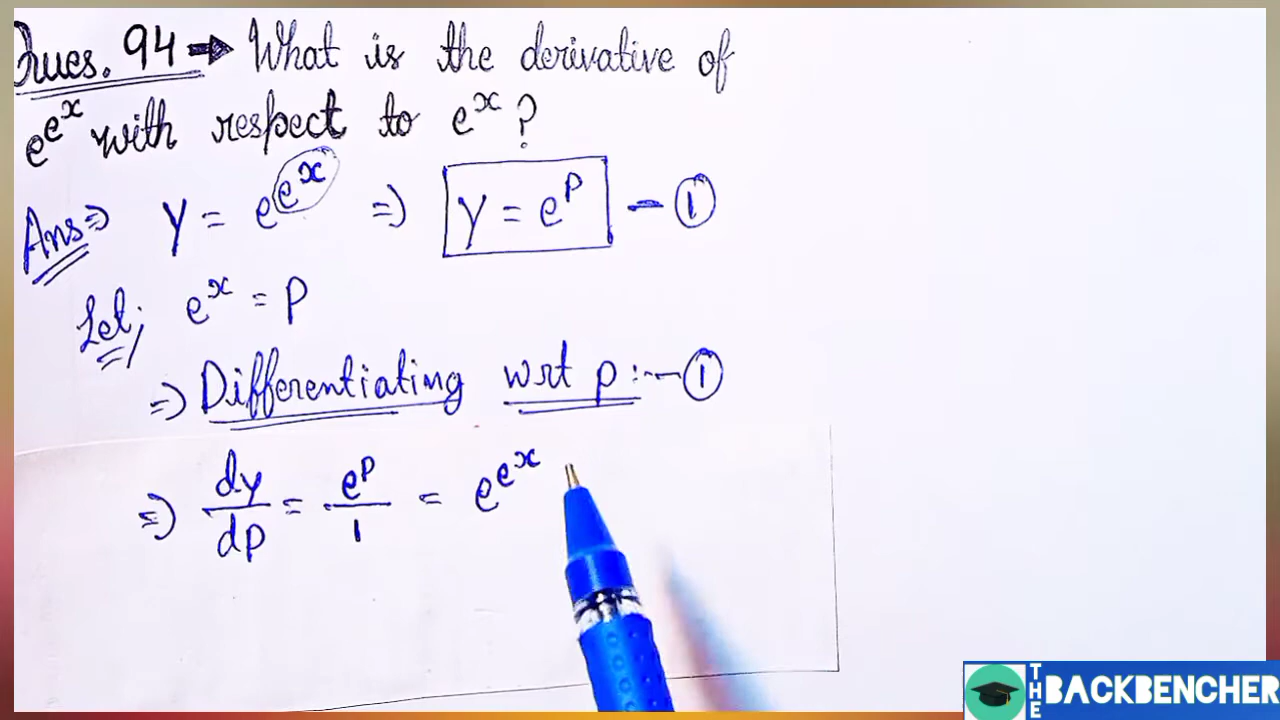 Ques. 94 → What is the derivative of
e^e^x with respect to e^x ?
Ans ⇒ y = e^e^x ⇒ y = e^p - ①
Let; e^x = p
⇒ Differentiating wrt p :- - ①
⇒ dy/dp = e^p/1 = e^e^x
THE BACKBENCHER